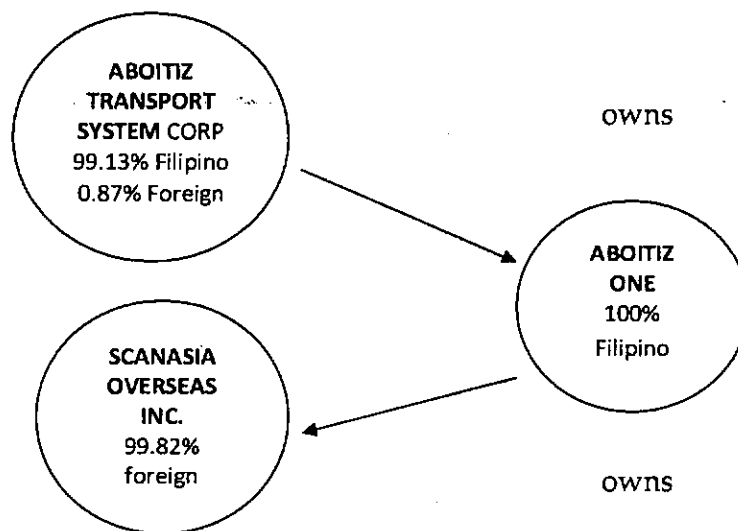 ABOITIZ
TRANSPORT
SYSTEM CORP
99.13% Filipino
0.87% Foreign
owns
ABOITIZ
ONE
100%
Filipino
SCANASIA
OVERSEAS
INC.
99.82%
foreign
owns